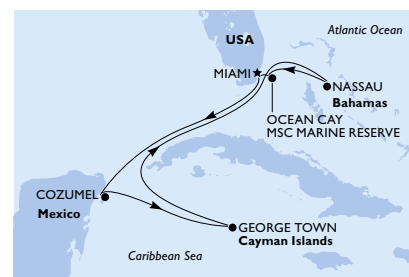 Atlantic Ocean
USA
MIAMI
NASSAU
Bahamas
OCEAN CAY
MSC MARINE RESERVE
COZUMEL
Mexico
GEORGE TOWN
Cayman Islands
Caribbean Sea